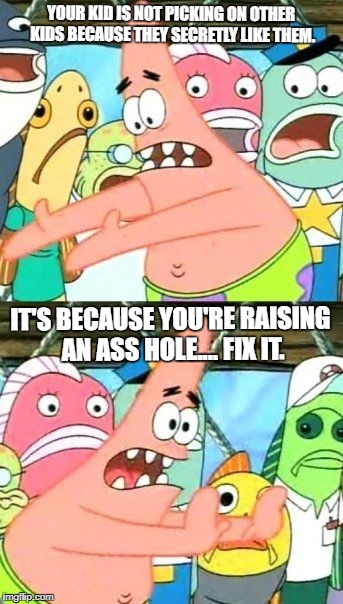 YOUR KID IS NOT PICKING ON OTHER
KIDS BECAUSE THEY SECRETLY LIKE THEM.
IT'S BECAUSE YOU'RE RAISING
AN ASS HOLE.... FIX IT.
imgflip.com